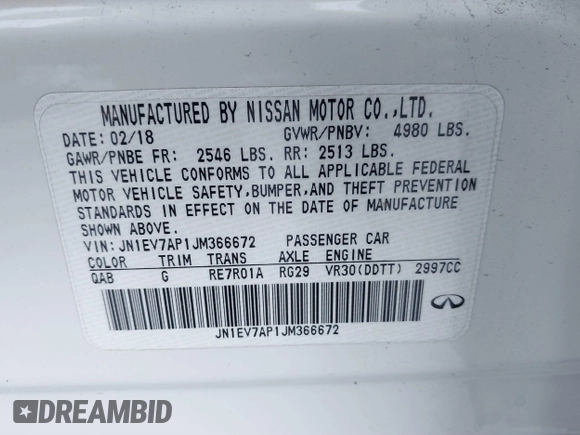 MANUFACTURED BY NISSAN MOTOR CO.,LTD.
DATE: 02/18 GVWR/PNBV: 4980 LBS.
GAWR/PNBE FR: 2546 LBS. RR: 2513 LBS.
THIS VEHICLE CONFORMS TO ALL APPLICABLE FEDERAL
MOTOR VEHICLE SAFETY,BUMPER,AND THEFT PREVENTION
STANDARDS IN EFFECT ON THE DATE OF MANUFACTURE
SHOWN ABOVE.
VIN: JN1EV7AP1JM366672 PASSENGER CAR
COLOR TRIM TRANS AXLE ENGINE
QAB G RE7R01A RG29 VR30(DDTT) 2997CC
JN1EV7AP1JM366672
DREAMBID